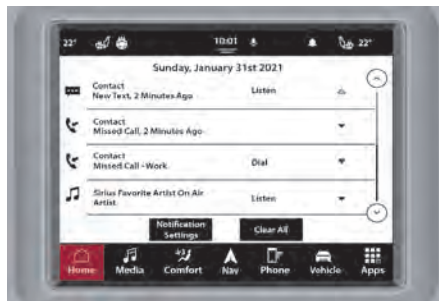 22° 10:01 22°
Sunday, January 31st 2021
Contact
New Text, 2 Minutes Ago Listen
Contact
Missed Call, 2 Minutes Ago
Contact
Missed Call - Work Dial
Sirius Favorite Artist On Air
Artist Listen
Notification
Settings Clear All
Home Media Comfort Nav Phone Vehicle Apps